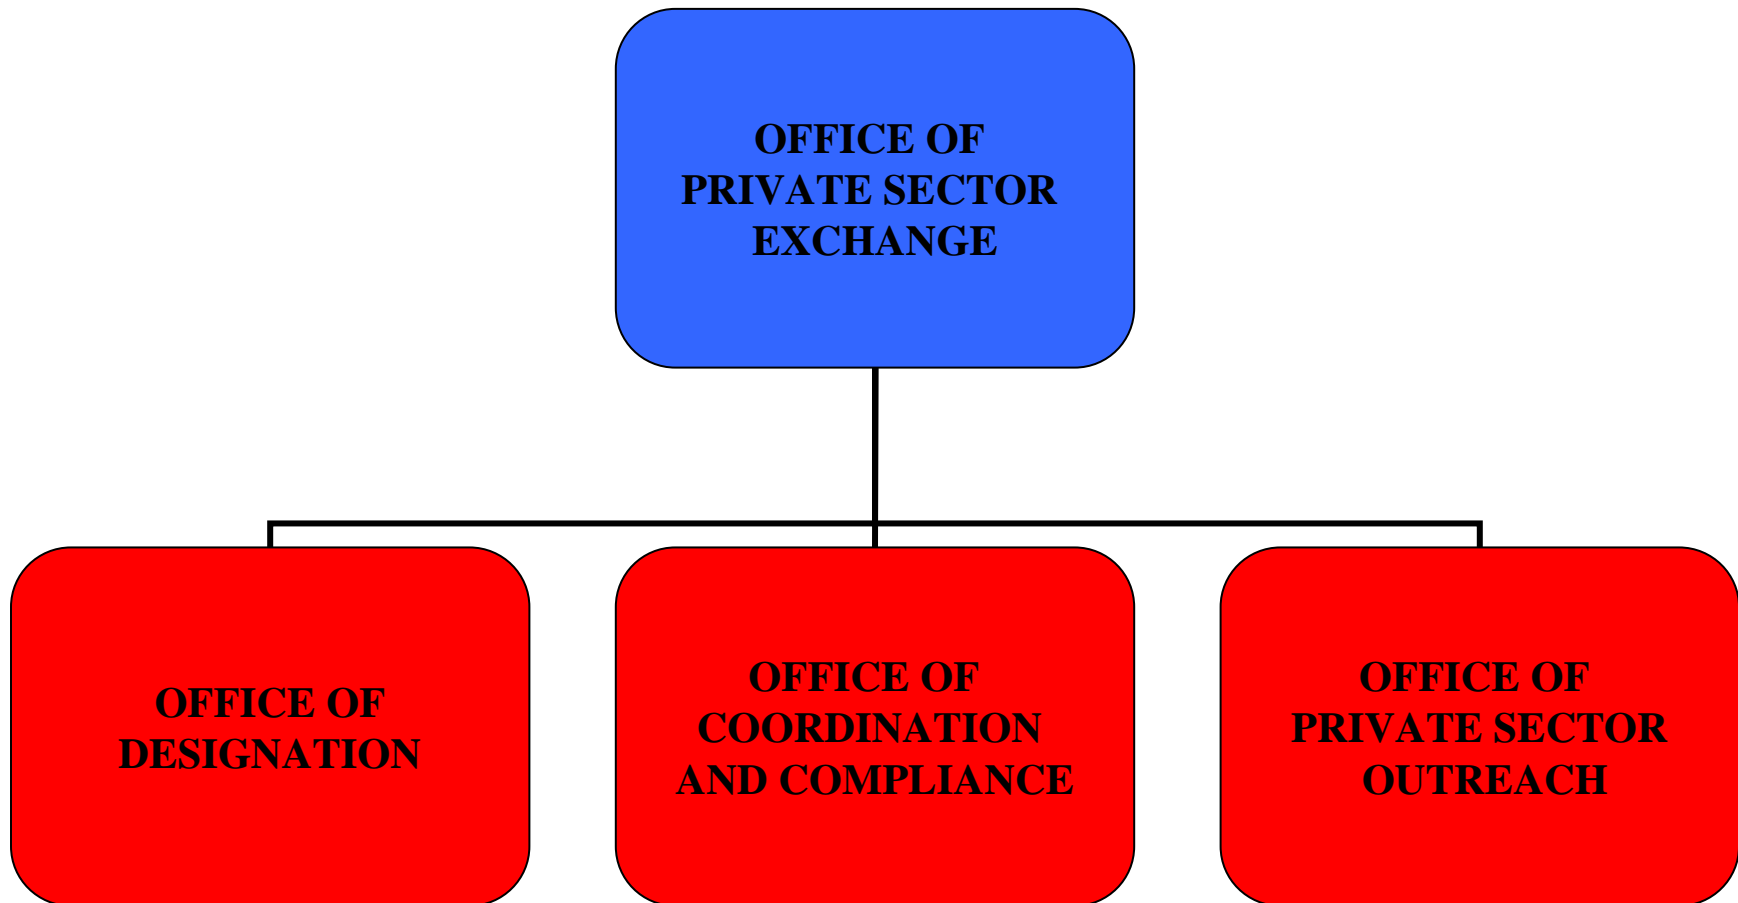 OFFICE OF
PRIVATE SECTOR
EXCHANGE
OFFICE OF
DESIGNATION
OFFICE OF
COORDINATION
AND COMPLIANCE
OFFICE OF
PRIVATE SECTOR
OUTREACH